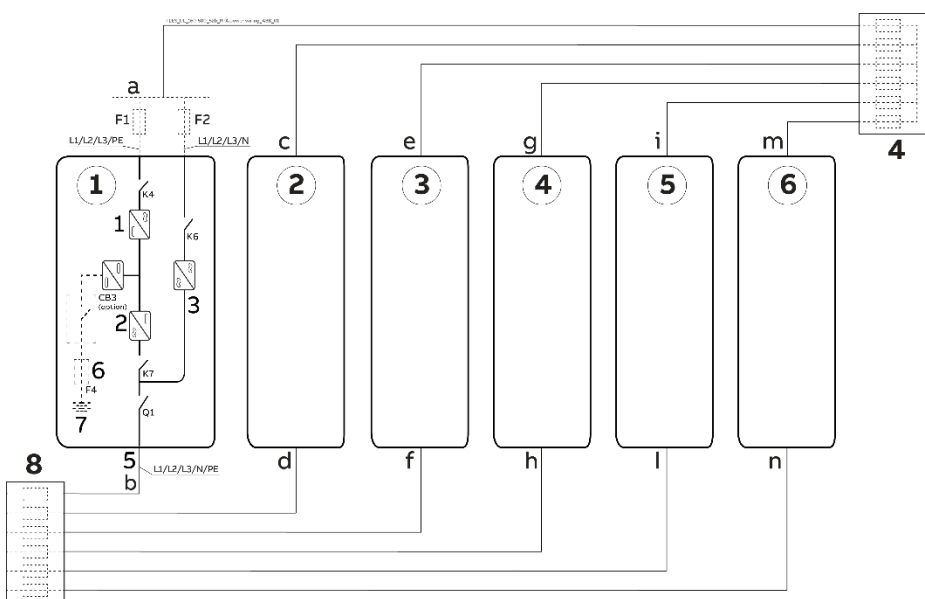 a
F1
F2
c
e
g
i
m
4
L1/L2/L3/PE
L1/L2/L3/N
1
2
3
4
5
6
K4
1
K6
CB3
(option)
3
2
6
K7
F4
Q1
7
8
5
b
L1/L2/L3/N/PE
d
f
h
l
n